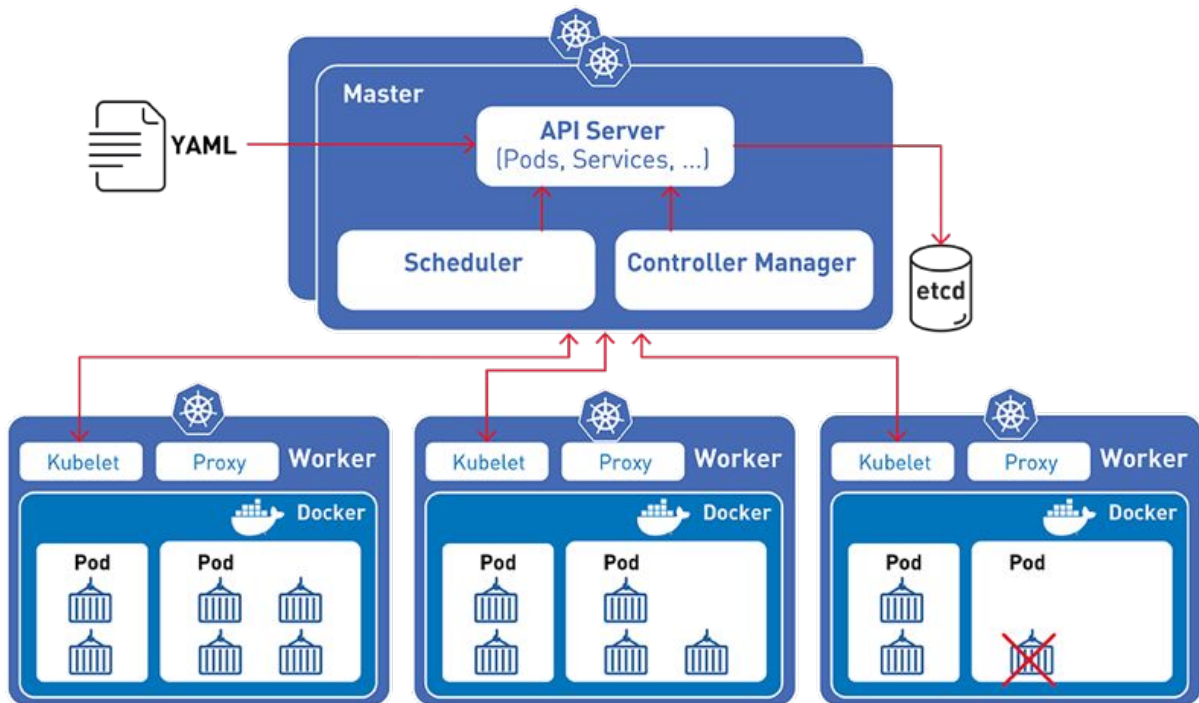 Master
YAML
API Server
(Pods, Services, ...)
Scheduler
Controller Manager
etcd
Kubelet
Proxy
Worker
Docker
Pod
Pod
Kubelet
Proxy
Worker
Docker
Pod
Pod
Kubelet
Proxy
Worker
Docker
Pod
Pod